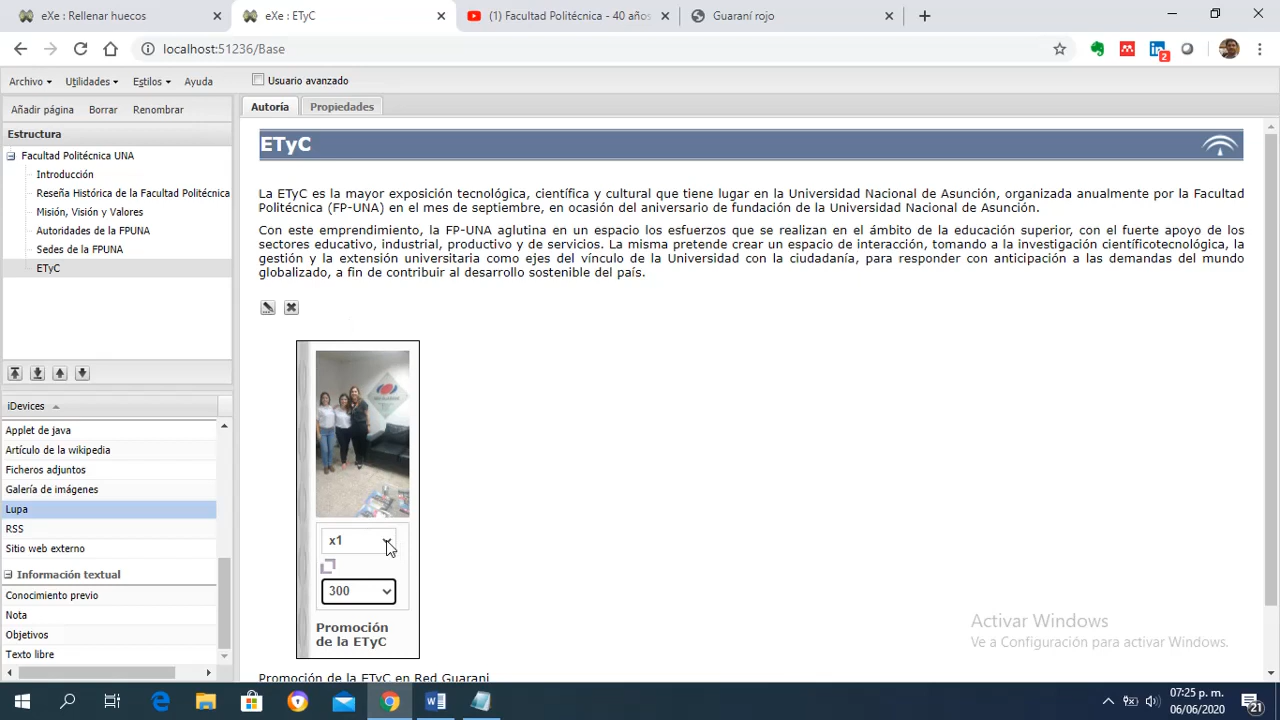 eXe : Rellenar huecos
eXe : ETyC
(1) Facultad Politécnica - 40 años
Guaraní rojo
localhost:51236/Base
2
Archivo
Utilidades
Estilos
Ayuda
Usuario avanzado
Añadir página
Borrar
Renombrar
Autoría
Propiedades
Estructura
Facultad Politécnica UNA
Introducción
Reseña Histórica de la Facultad Politécnica
Misión, Visión y Valores
Autoridades de la FPUNA
Sedes de la FPUNA
ETyC
iDevices
Applet de java
Artículo de la wikipedia
Ficheros adjuntos
Galería de imágenes
Lupa
RSS
Sitio web externo
Información textual
Conocimiento previo
Nota
Objetivos
Texto libre
ETyC
La ETyC es la mayor exposición tecnológica, científica y cultural que tiene lugar en la Universidad Nacional de Asunción, organizada anualmente por la Facultad
Politécnica (FP-UNA) en el mes de septiembre, en ocasión del aniversario de fundación de la Universidad Nacional de Asunción.
Con este emprendimiento, la FP-UNA aglutina en un espacio los esfuerzos que se realizan en el ámbito de la educación superior, con el fuerte apoyo de los
sectores educativo, industrial, productivo y de servicios. La misma pretende crear un espacio de interacción, tomando a la investigación científicotecnológica, la
gestión y la extensión universitaria como ejes del vínculo de la Universidad con la ciudadanía, para responder con anticipación a las demandas del mundo
globalizado, a fin de contribuir al desarrollo sostenible del país.
x1
300
Promoción
de la ETyC
Promoción de la ETyC en Red Guarani
Activar Windows
Ve a Configuración para activar Windows.
07:25 p. m.
06/06/2020
21